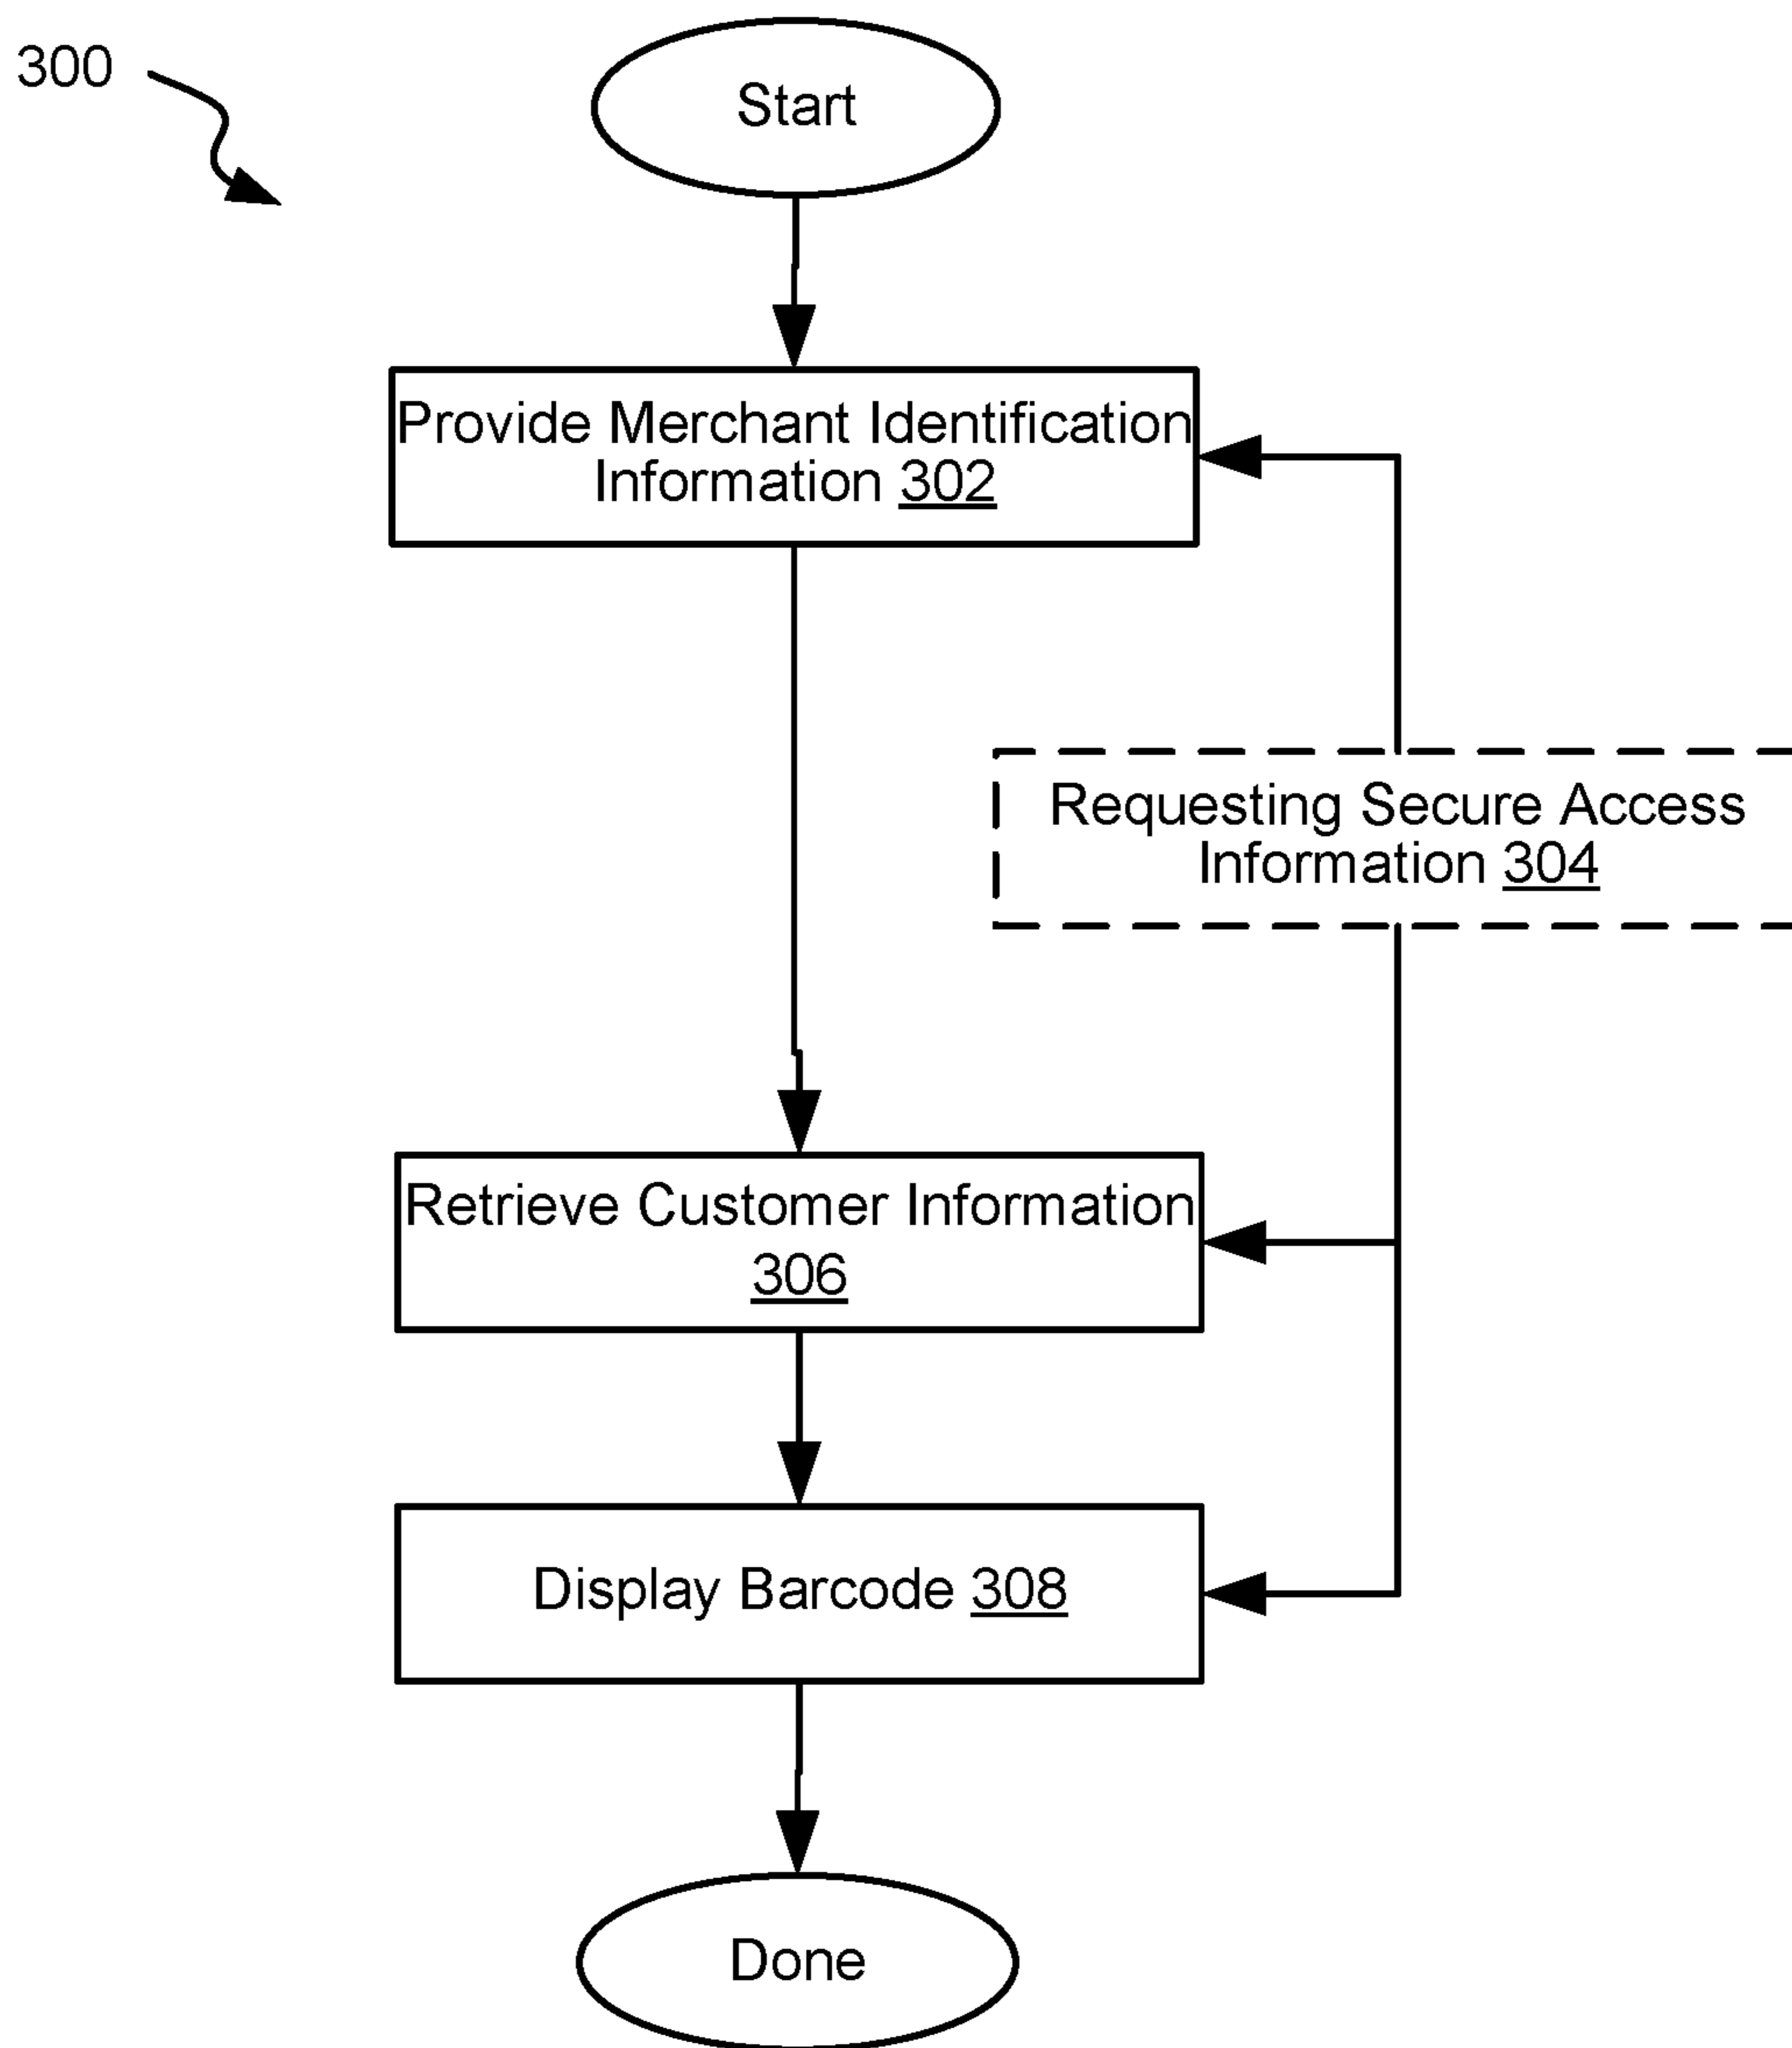 300
Start
Provide Merchant Identification
Information 302
Requesting Secure Access
Information 304
Retrieve Customer Information
306
Display Barcode 308
Done